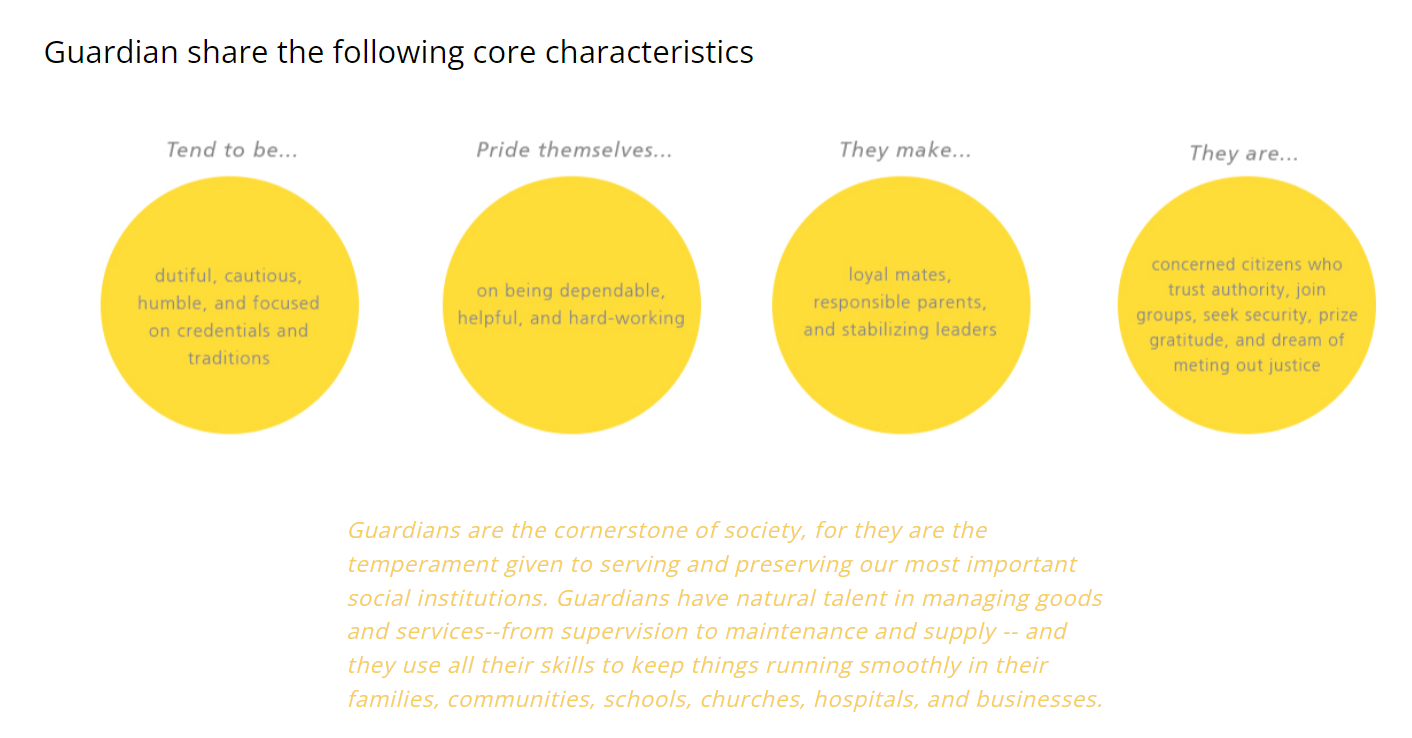 Guardian share the following core characteristics
Tend to be...
dutiful, cautious,
humble, and focused
on credentials and
traditions
Pride themselves...
on being dependable,
helpful, and hard-working
They make...
loyal mates,
responsible parents,
and stabilizing leaders
They are...
concerned citizens who
trust authority, join
groups, seek security, prize
gratitude, and dream of
meting out justice
Guardians are the cornerstone of society, for they are the
temperament given to serving and preserving our most important
social institutions. Guardians have natural talent in managing goods
and services--from supervision to maintenance and supply -- and
they use all their skills to keep things running smoothly in their
families, communities, schools, churches, hospitals, and businesses.